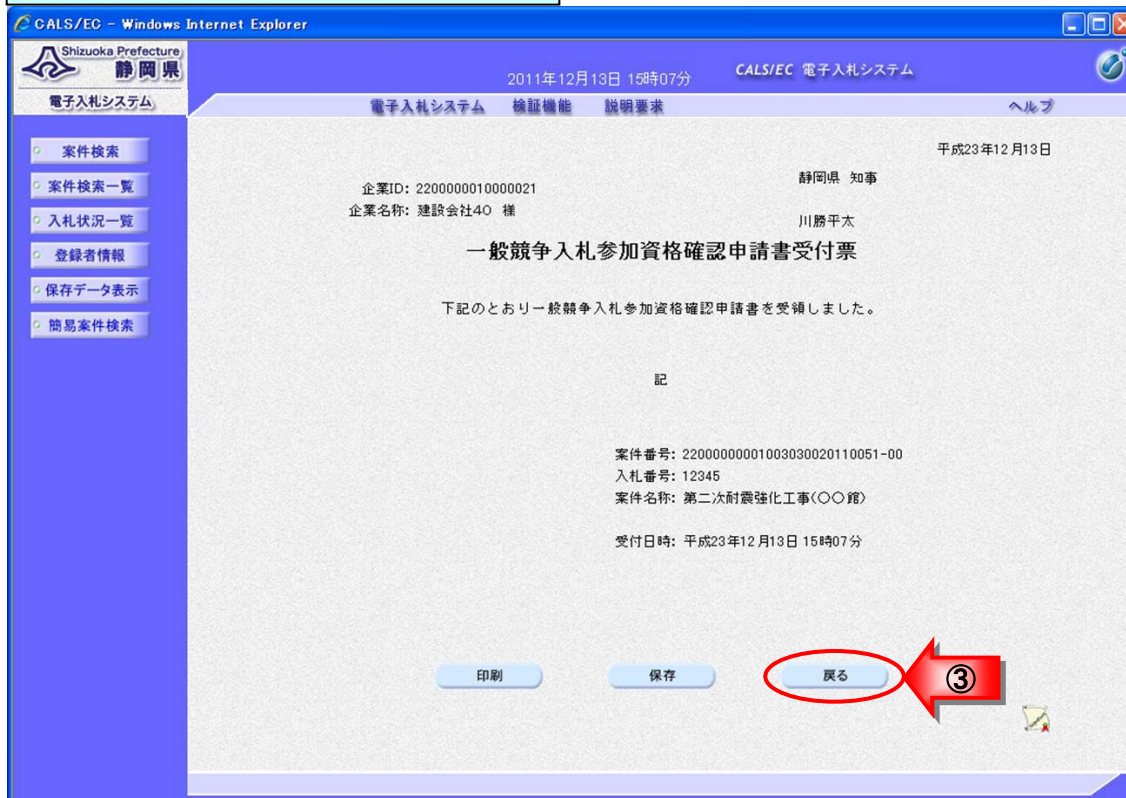 CALS/EC - Windows Internet Explorer
Shizuoka Prefecture
静岡県
電子入札システム
2011年12月13日 15時07分
CALS/EC 電子入札システム
電子入札システム 検証機能 説明要求 ヘルプ
案件検索
案件検索一覧
入札状況一覧
登録者情報
保存データ表示
簡易案件検索
平成23年12月13日
静岡県 知事
企業ID: 2200000010000021
企業名称: 建設会社40 様
川勝平太
一般競争入札参加資格確認申請書受付票
下記のとおり一般競争入札参加資格確認申請書を受領しました。
記
案件番号: 22000000001003030020110051-00
入札番号: 12345
案件名称: 第二次耐震強化工事(〇〇館)
受付日時: 平成23年12月13日 15時07分
印刷 保存 戻る ③